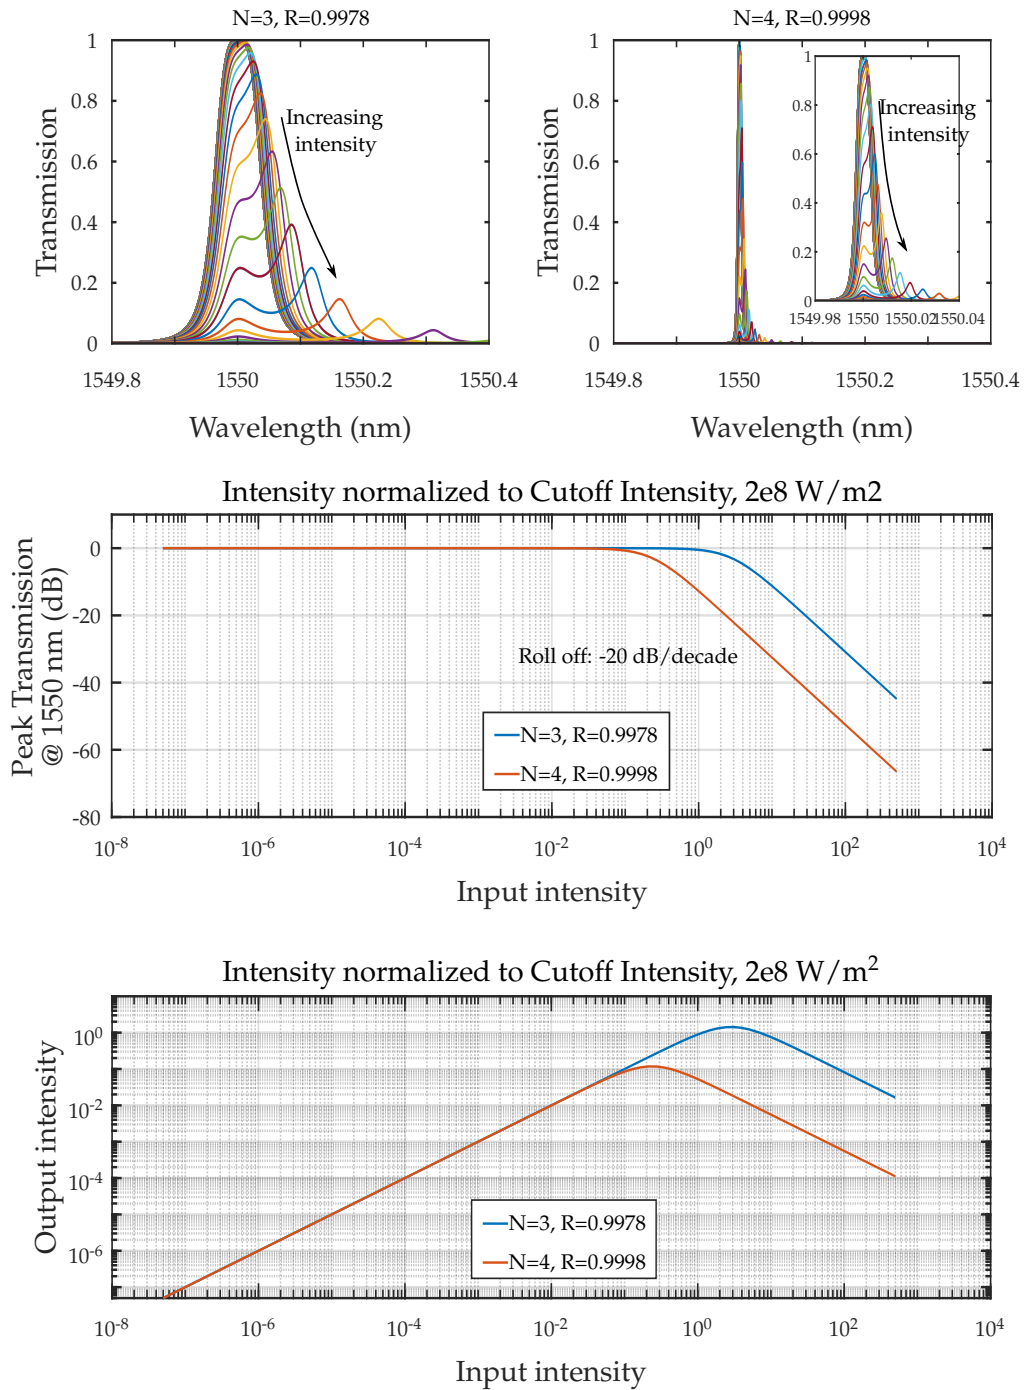 N=3, R=0.9978
1
0.8
0.6
0.4
0.2
0
Transmission
Increasing
intensity
1549.8
1550
1550.2
1550.4
Wavelength (nm)
N=4, R=0.9998
1
0.8
0.6
0.4
0.2
0
Transmission
1
0.8
0.6
0.4
0.2
0
Increasing
intensity
1549.98
1550
1550.02
1550.04
1549.8
1550
1550.2
1550.4
Wavelength (nm)
Intensity normalized to Cutoff Intensity, 2e8 W/m2
0
-20
-40
-60
-80
Peak Transmission
@ 1550 nm (dB)
Roll off: -20 dB/decade
N=3, R=0.9978
N=4, R=0.9998
10⁻⁸
10⁻⁶
10⁻⁴
10⁻²
10⁰
10²
10⁴
Input intensity
Intensity normalized to Cutoff Intensity, 2e8 W/m²
10⁰
10⁻²
10⁻⁴
10⁻⁶
Output intensity
N=3, R=0.9978
N=4, R=0.9998
10⁻⁸
10⁻⁶
10⁻⁴
10⁻²
10⁰
10²
10⁴
Input intensity